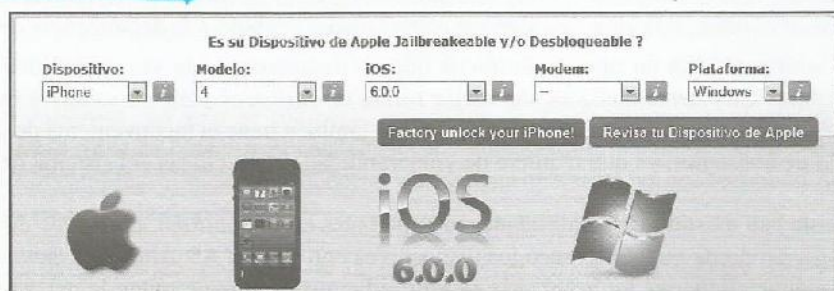 Es su Dispositivo de Apple Jailbreakeable y/o Desbloqueable ?
Dispositivo: Modelo: iOS: Modem: Plataforma:
iPhone i 4 i 6.0.0 i -- i Windows i
Factory unlock your iPhone! Revisa tu Dispositivo de Apple
iOS
6.0.0